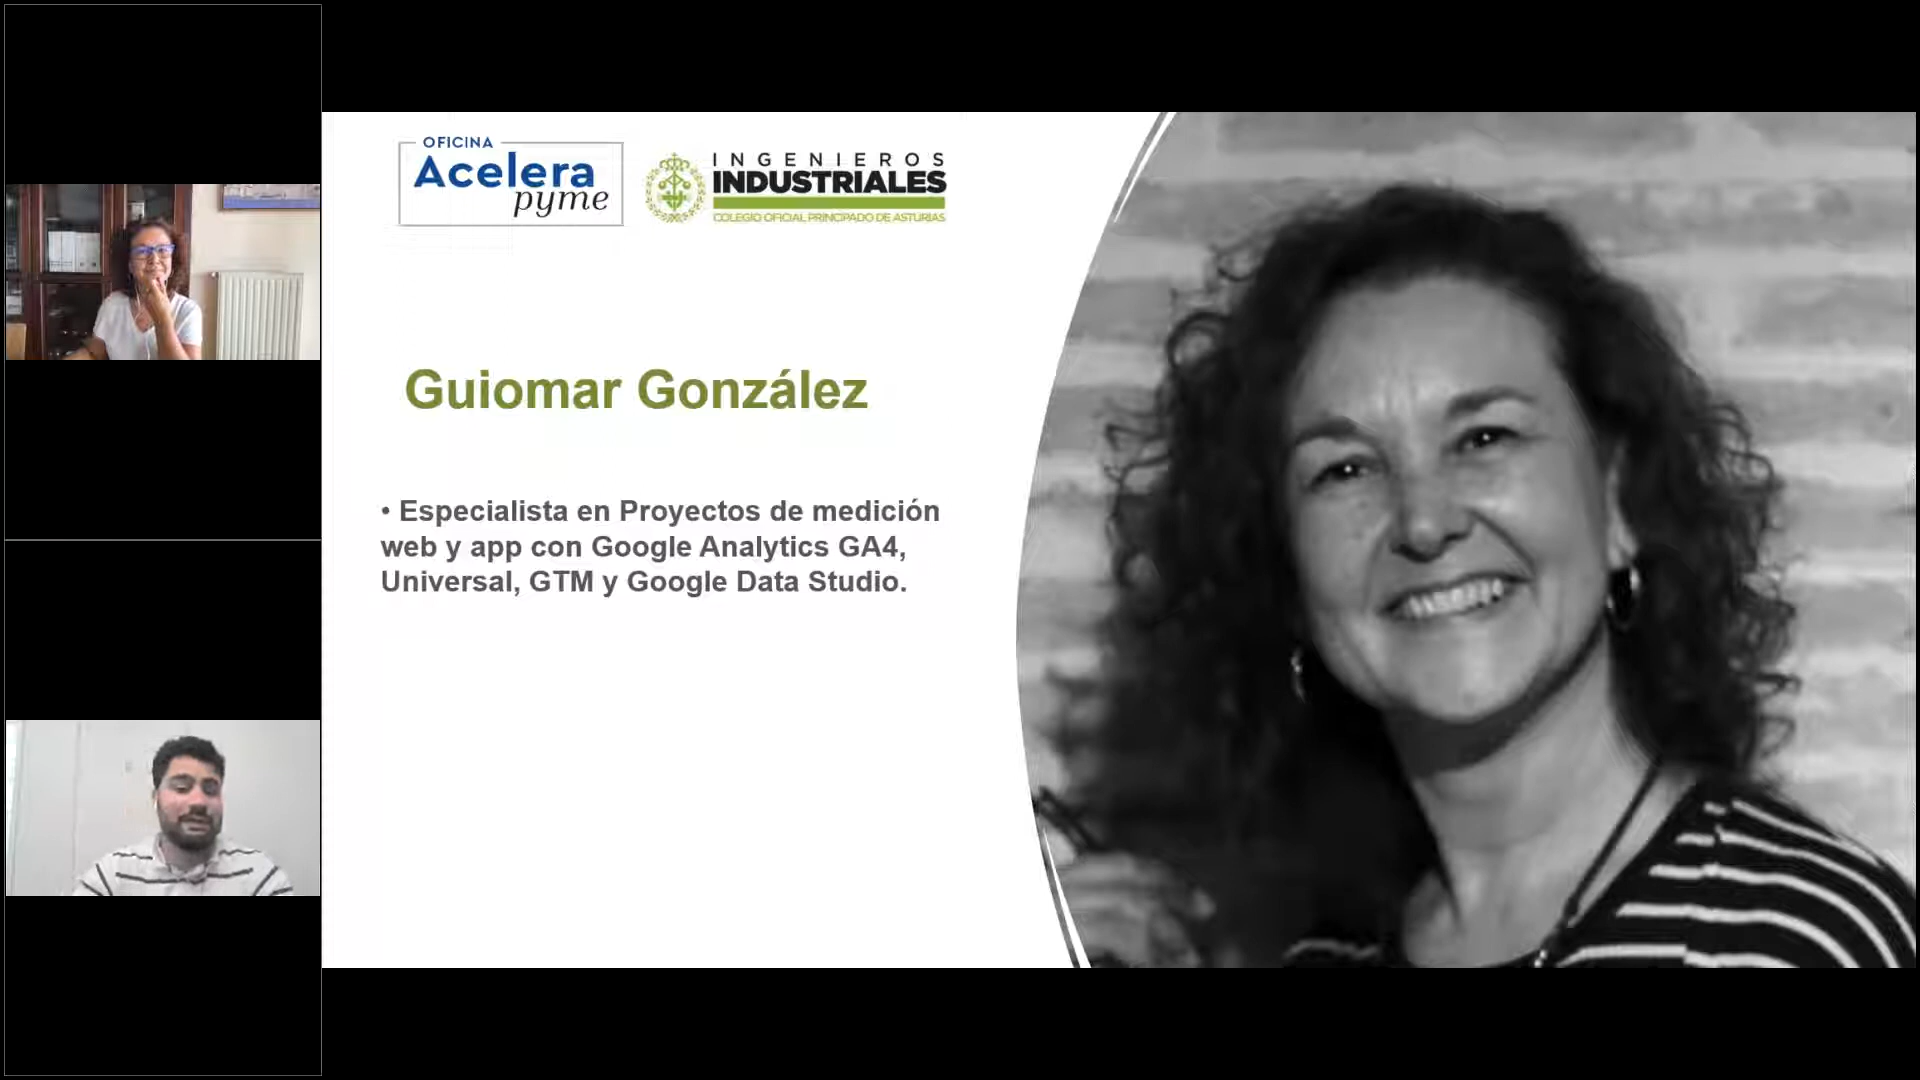 OFICINA
Acelera
pyme
INGENIEROS
INDUSTRIALES
COLEGIO OFICIAL PRINCIPADO DE ASTURIAS
Guiomar González
• Especialista en Proyectos de medición
web y app con Google Analytics GA4,
Universal, GTM y Google Data Studio.